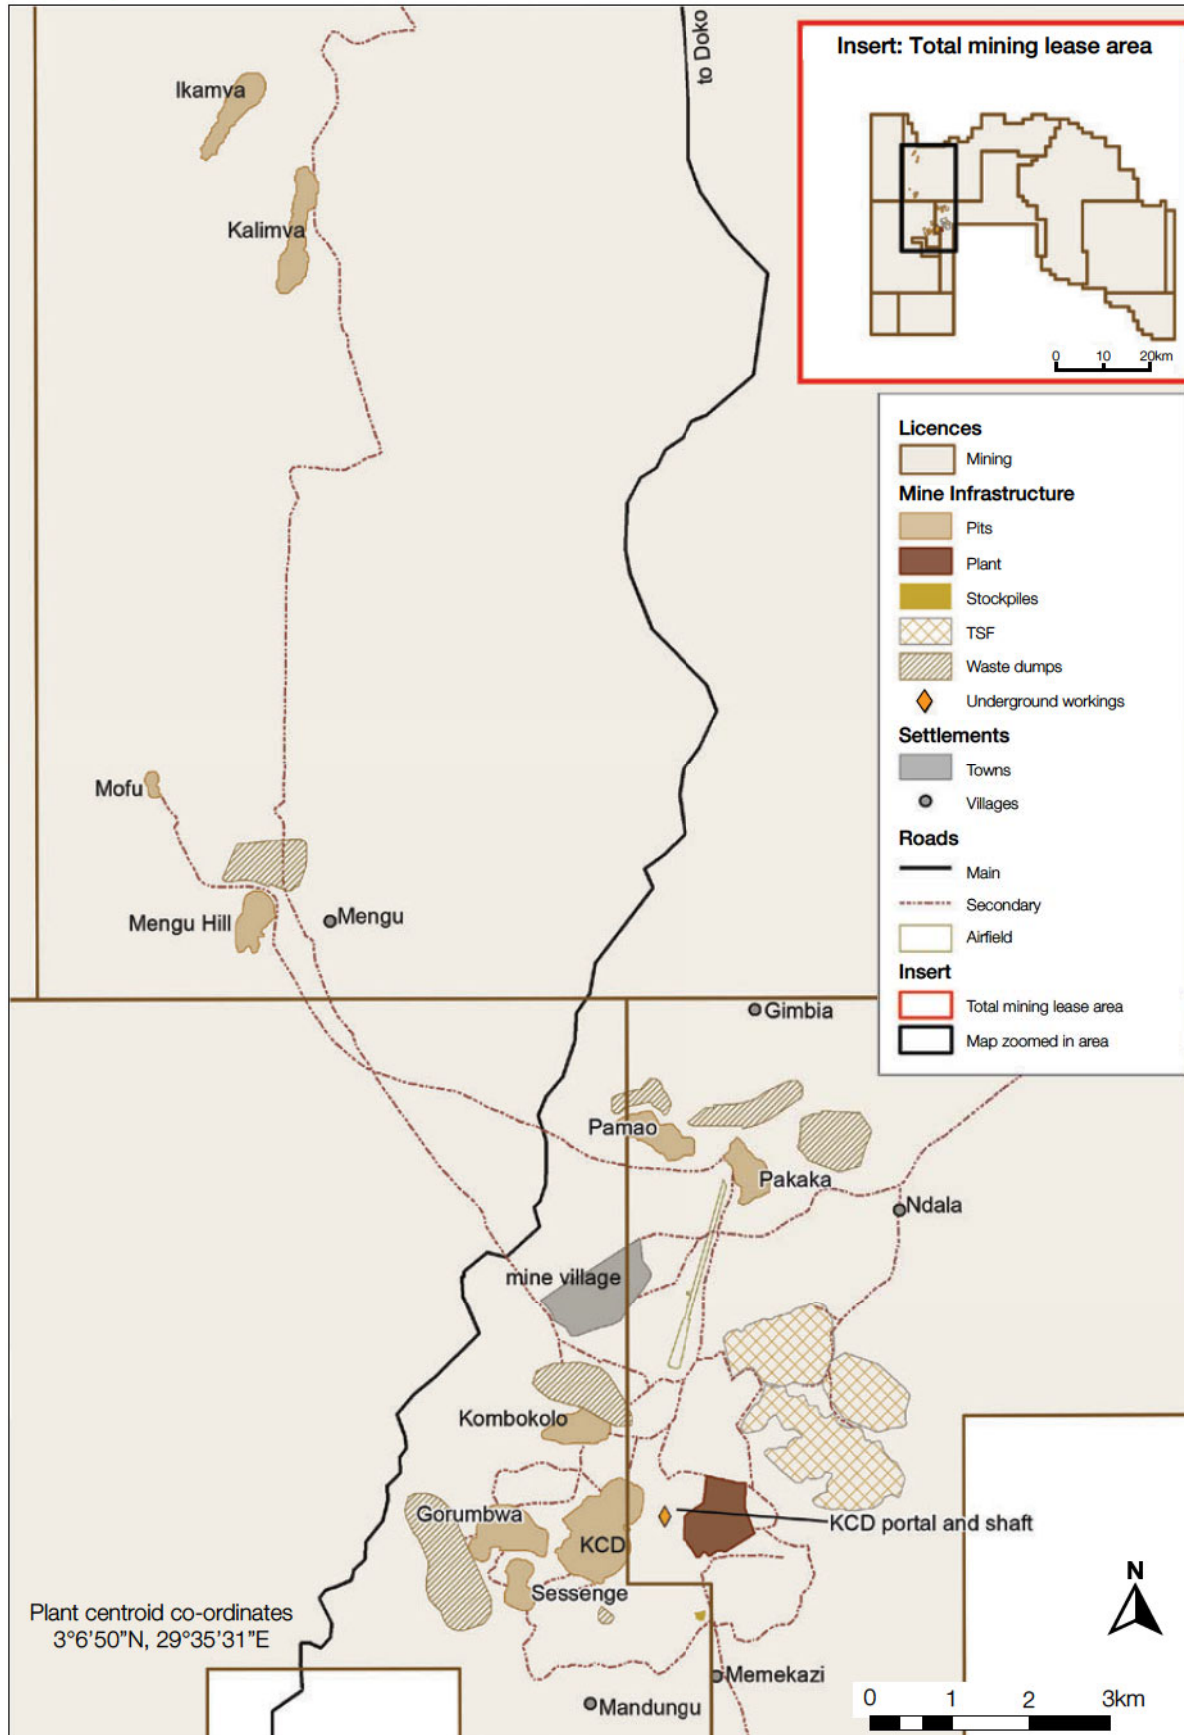 to Doko
Insert: Total mining lease area
0 10 20km
Ikamva
Kalimva
Licences
Mining
Mine Infrastructure
Pits
Plant
Stockpiles
TSF
Waste dumps
Underground workings
Settlements
Towns
Villages
Roads
Main
Secondary
Airfield
Insert
Total mining lease area
Map zoomed in area
Mofu
Mengu Hill
Mengu
Gimbia
Pamao
Pakaka
Ndala
mine village
Kombokolo
Gorumbwa
KCD
KCD portal and shaft
Sessenge
Plant centroid co-ordinates
3°6'50”N, 29°35'31”E
N
Memekazi
Mandungu
0 1 2 3km